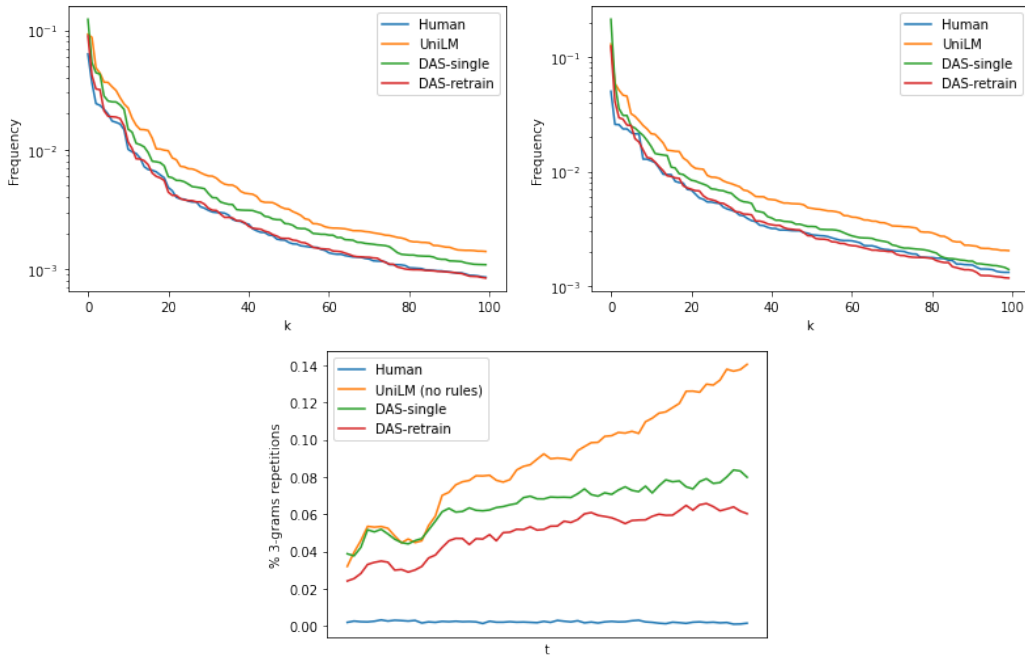 Human
UniLM
DAS-single
DAS-retrain
10⁻¹
10⁻²
10⁻³
Frequency
0 20 40 60 80 100
k
Human
UniLM
DAS-single
DAS-retrain
10⁻¹
10⁻²
10⁻³
Frequency
0 20 40 60 80 100
k
Human
UniLM (no rules)
DAS-single
DAS-retrain
0.14
0.12
0.10
0.08
0.06
0.04
0.02
0.00
% 3-grams repetitions
t